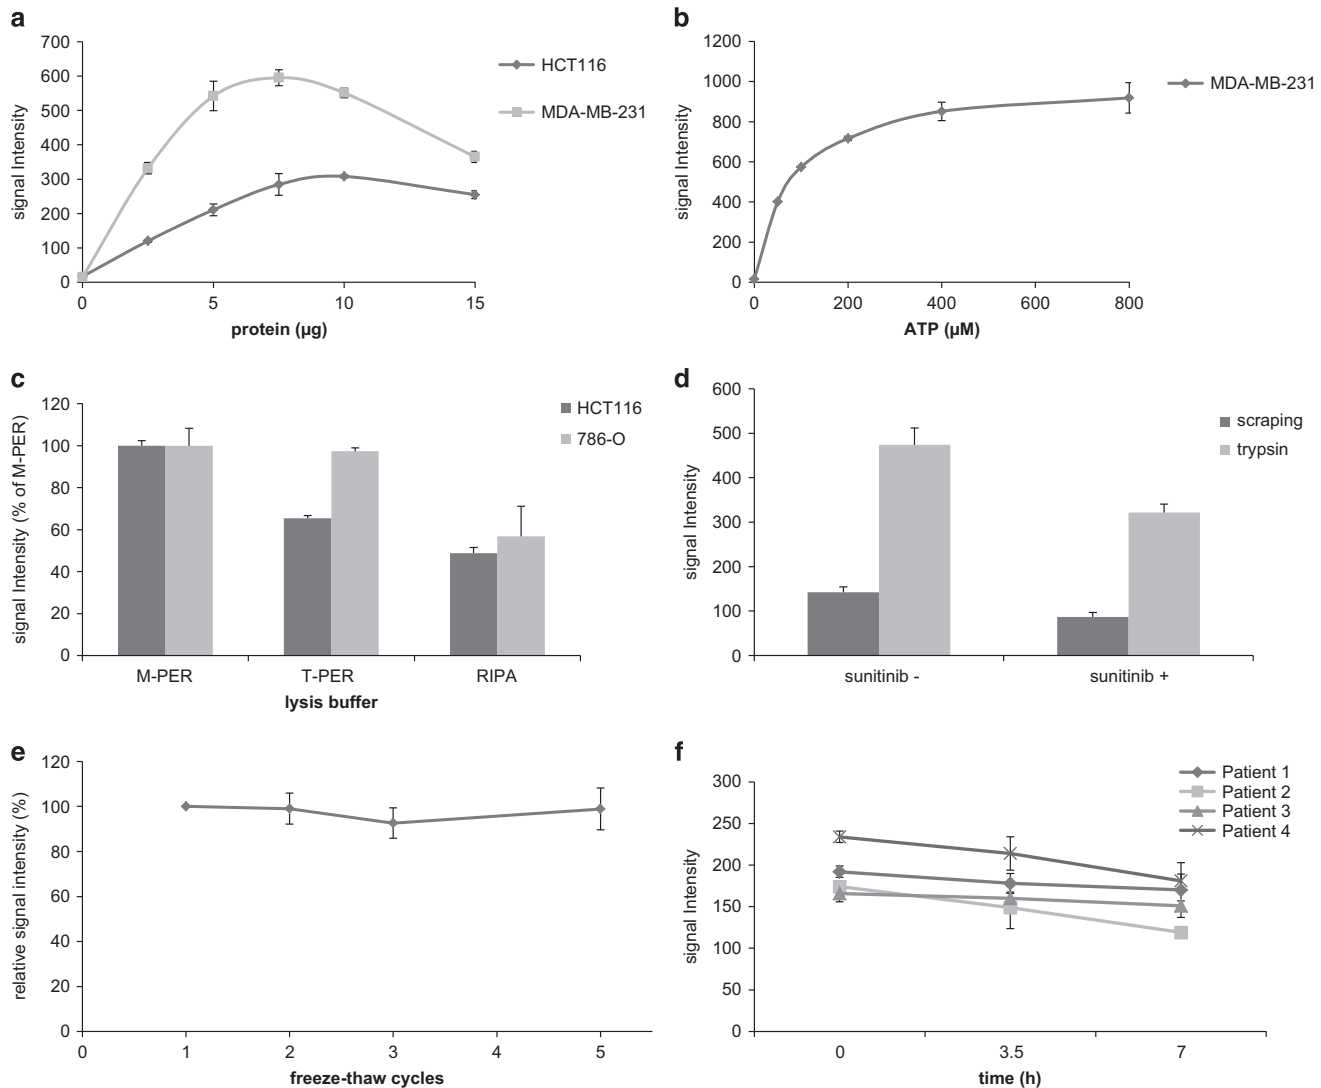 a
700
600
500
400
300
200
100
0
signal Intensity
0 5 10 15
protein (µg)
HCT116
MDA-MB-231
b
1200
1000
800
600
400
200
0
signal Intensity
0 200 400 600 800
ATP (µM)
MDA-MB-231
c
120
100
80
60
40
20
0
signal Intensity (% of M-PER)
M-PER T-PER RIPA
lysis buffer
HCT116
786-O
d
600
500
400
300
200
100
0
signal Intensity
sunitinib - sunitinib +
scraping
trypsin
e
120
100
80
60
40
20
0
relative signal intensity (%)
0 1 2 3 4 5
freeze-thaw cycles
f
300
250
200
150
100
50
0
signal Intensity
0 3.5 7
time (h)
Patient 1
Patient 2
Patient 3
Patient 4